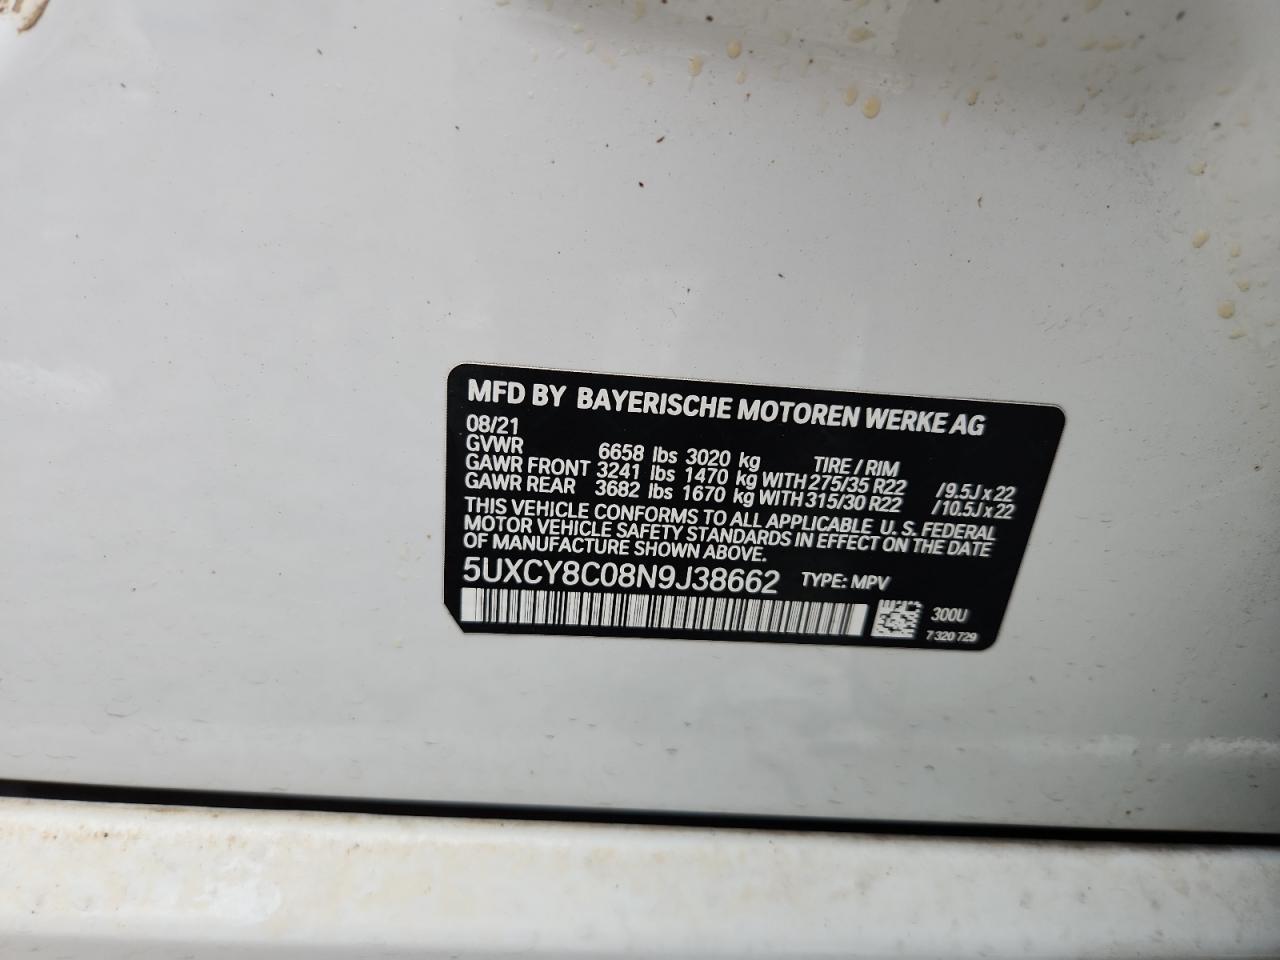 MFD BY BAYERISCHE MOTOREN WERKE AG
08/21
GVWR 6658 lbs 3020 kg TIRE / RIM
GAWR FRONT 3241 lbs 1470 kg WITH 275/35 R22 / 9.5J x 22
GAWR REAR 3682 lbs 1670 kg WITH 315/30 R22 / 10.5J x 22
THIS VEHICLE CONFORMS TO ALL APPLICABLE U. S. FEDERAL
MOTOR VEHICLE SAFETY STANDARDS IN EFFECT ON THE DATE
OF MANUFACTURE SHOWN ABOVE.
5UXCY8C08N9J38662 TYPE: MPV
300U
7 320 729